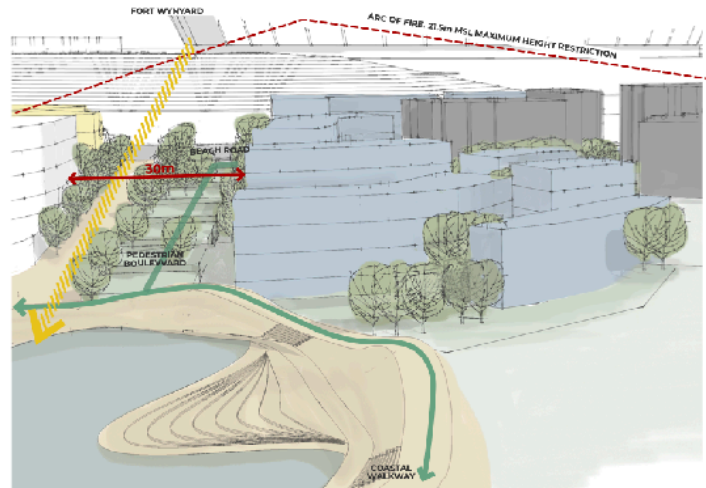 FORT WYNYARD
ARC OF FIRE: 21.5m MSL MAXIMUM HEIGHT RESTRICTION
BEACH ROAD
30m
PEDESTRIAN
BOULEVARD
COASTAL
WALKWAY